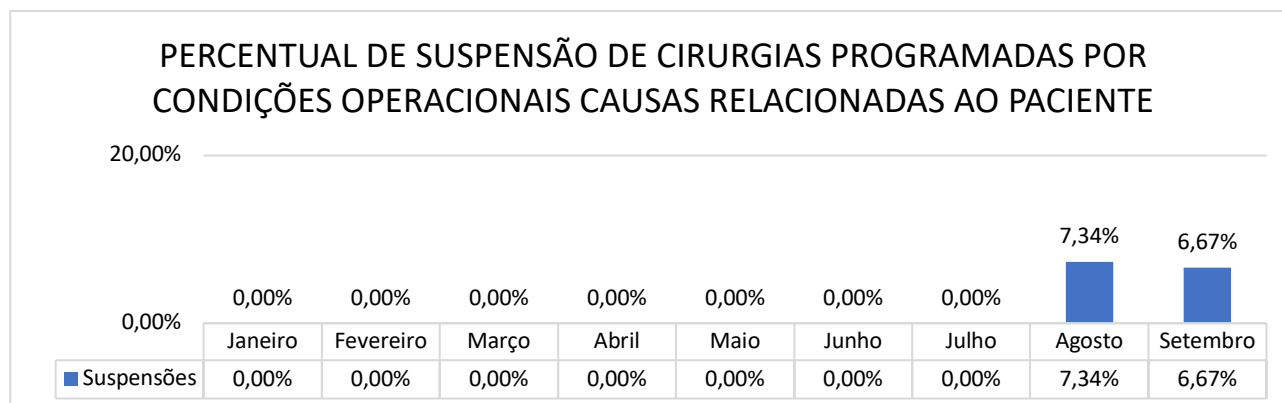 PERCENTUAL DE SUSPENSÃO DE CIRURGIAS PROGRAMADAS POR
CONDIÇÕES OPERACIONAIS CAUSAS RELACIONADAS AO PACIENTE
20,00%
7,34% 6,67%
0,00% 0,00% 0,00% 0,00% 0,00% 0,00% 0,00%
0,00%
Janeiro Fevereiro Março Abril Maio Junho Julho Agosto Setembro
Suspensões 0,00% 0,00% 0,00% 0,00% 0,00% 0,00% 0,00% 7,34% 6,67%